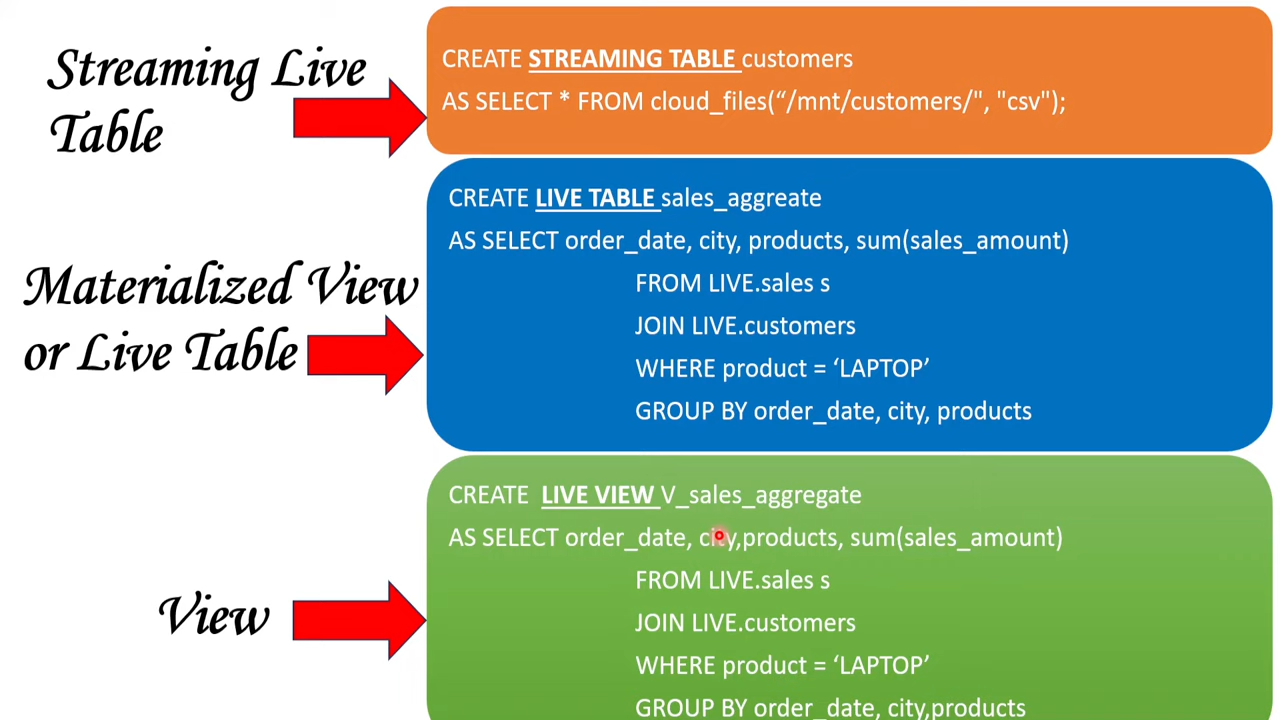 Streaming Live
Table
CREATE STREAMING TABLE customers
AS SELECT * FROM cloud_files(“/mnt/customers/", "csv");
Materialized View
or Live Table
CREATE LIVE TABLE sales_aggreate
AS SELECT order_date, city, products, sum(sales_amount)
FROM LIVE.sales s
JOIN LIVE.customers
WHERE product = ‘LAPTOP’
GROUP BY order_date, city, products
View
CREATE LIVE VIEW V_sales_aggregate
AS SELECT order_date, city,products, sum(sales_amount)
FROM LIVE.sales s
JOIN LIVE.customers
WHERE product = ‘LAPTOP’
GROUP BY order_date, city,products